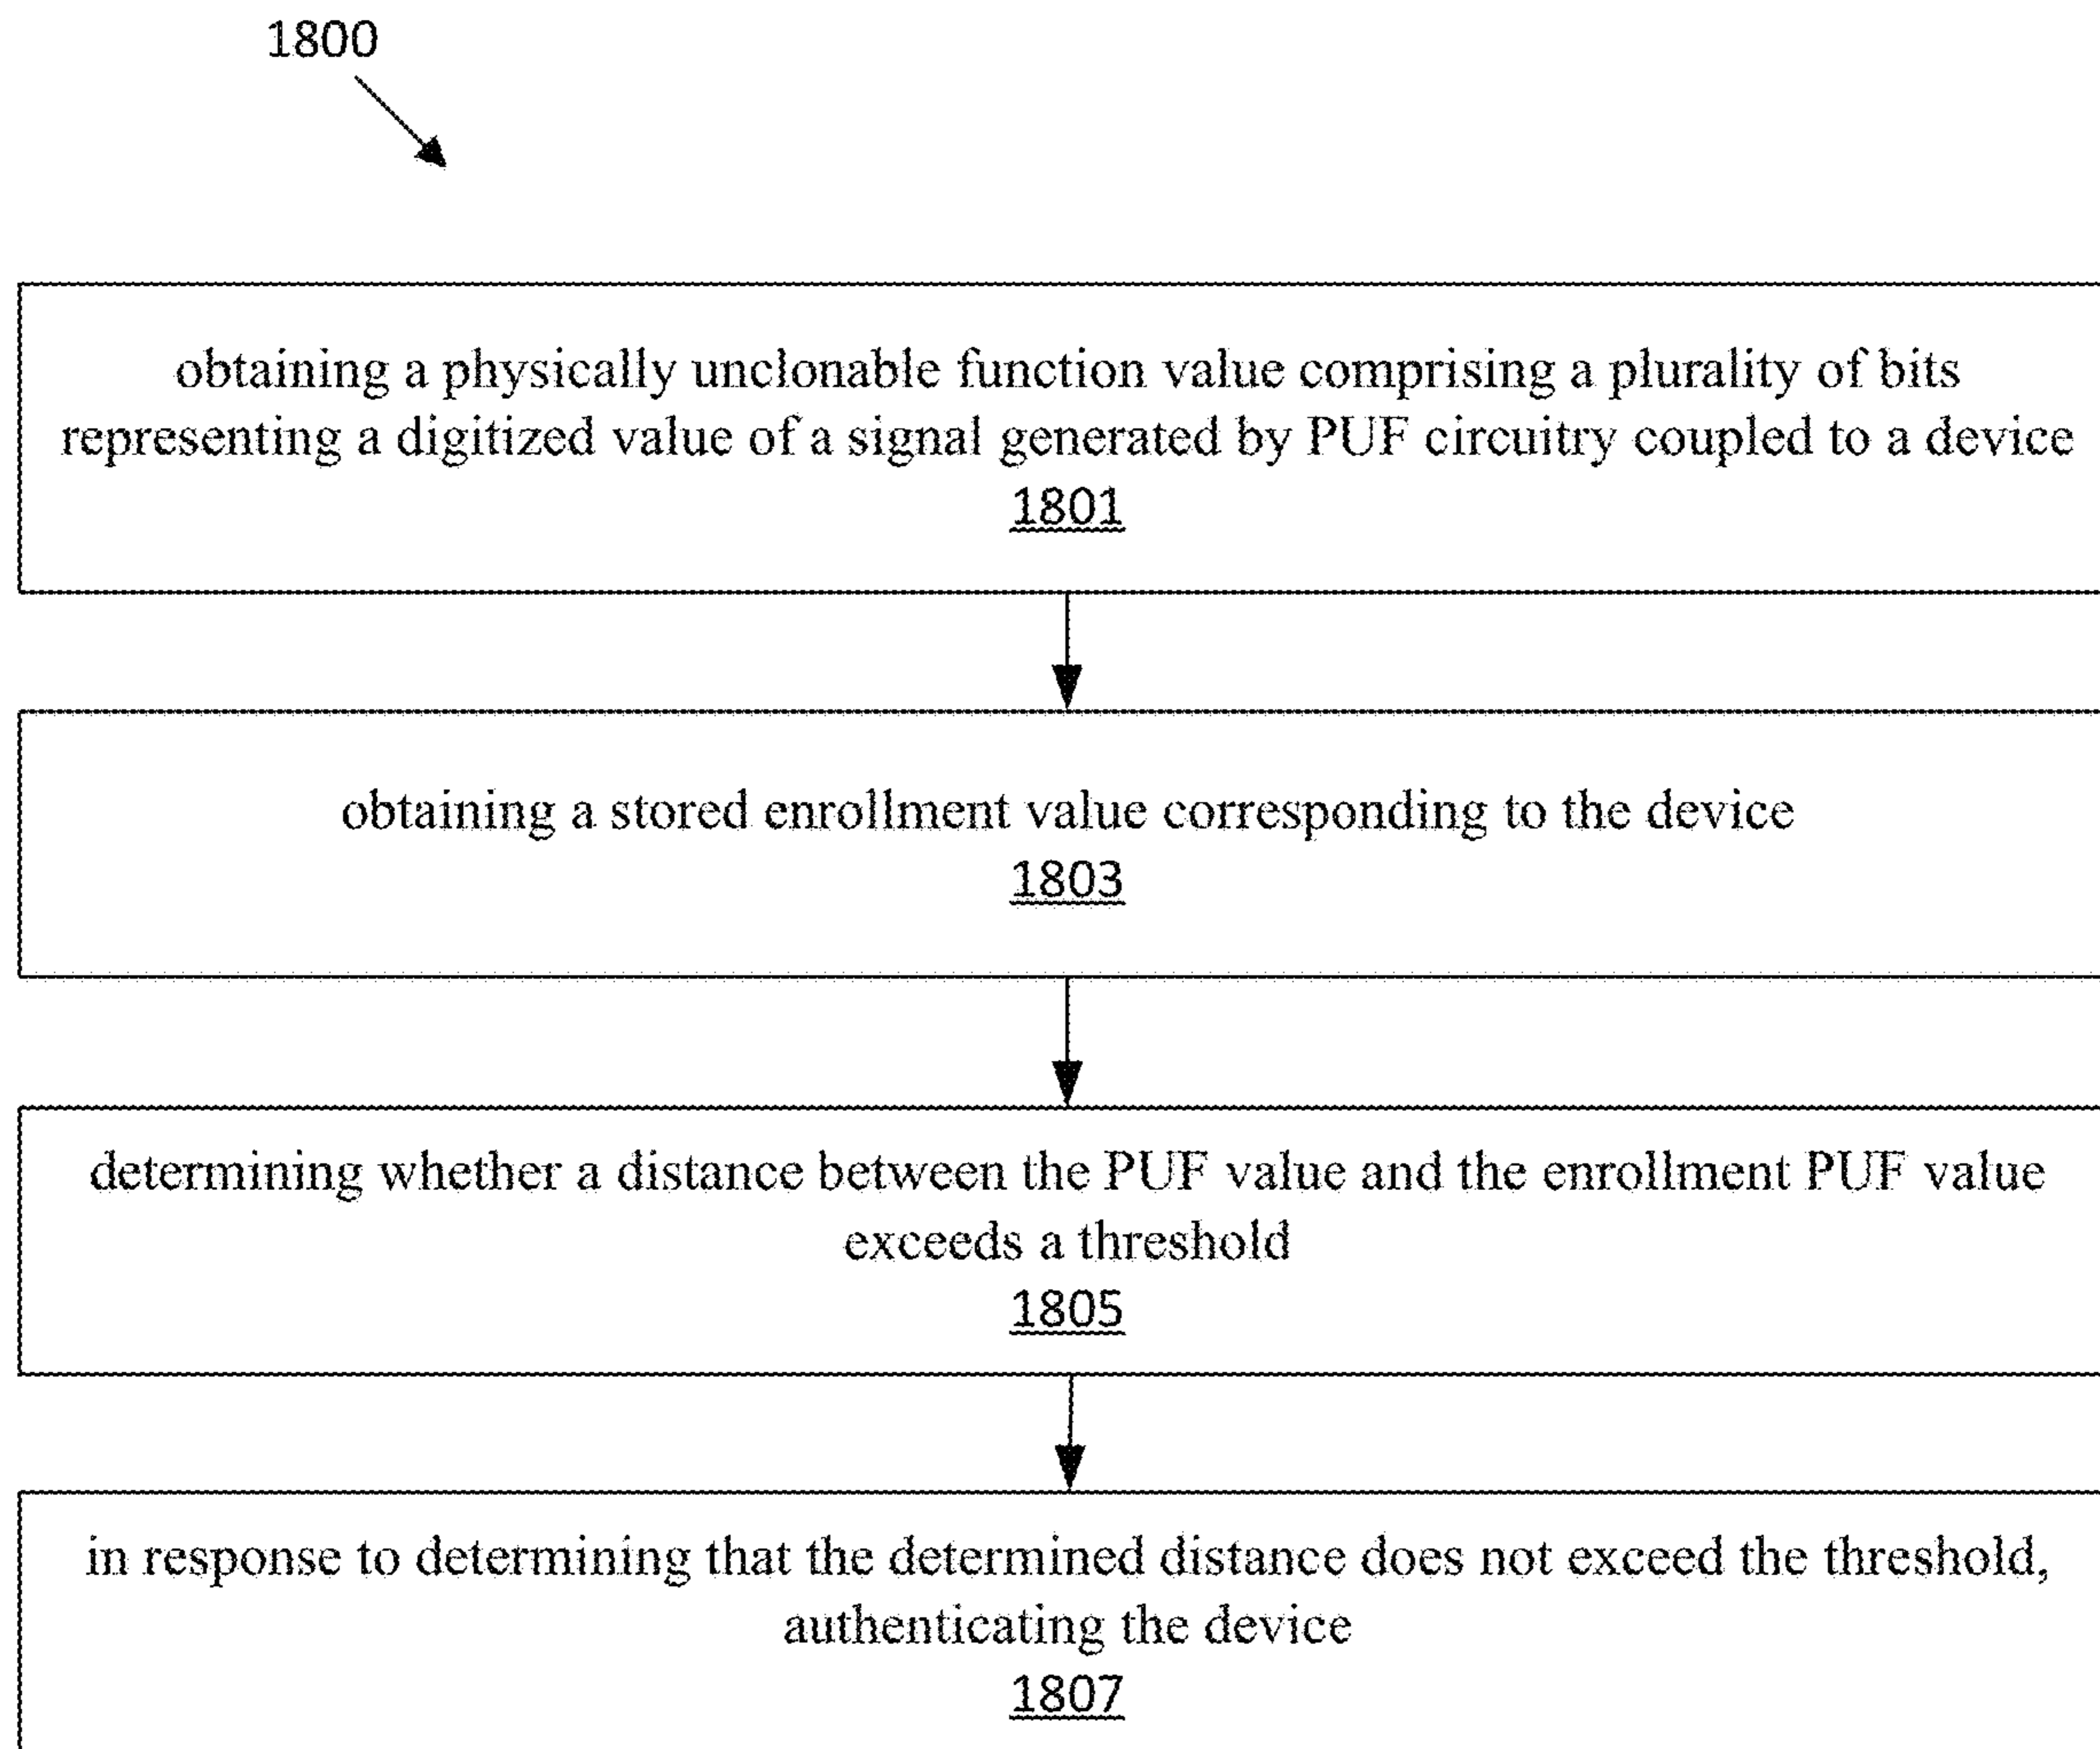 1800
obtaining a physically unclonable function value comprising a plurality of bits
representing a digitized value of a signal generated by PUF circuitry coupled to a device
1801
obtaining a stored enrollment value corresponding to the device
1803
determining whether a distance between the PUF value and the enrollment PUF value
exceeds a threshold
1805
in response to determining that the determined distance does not exceed the threshold,
authenticating the device
1807